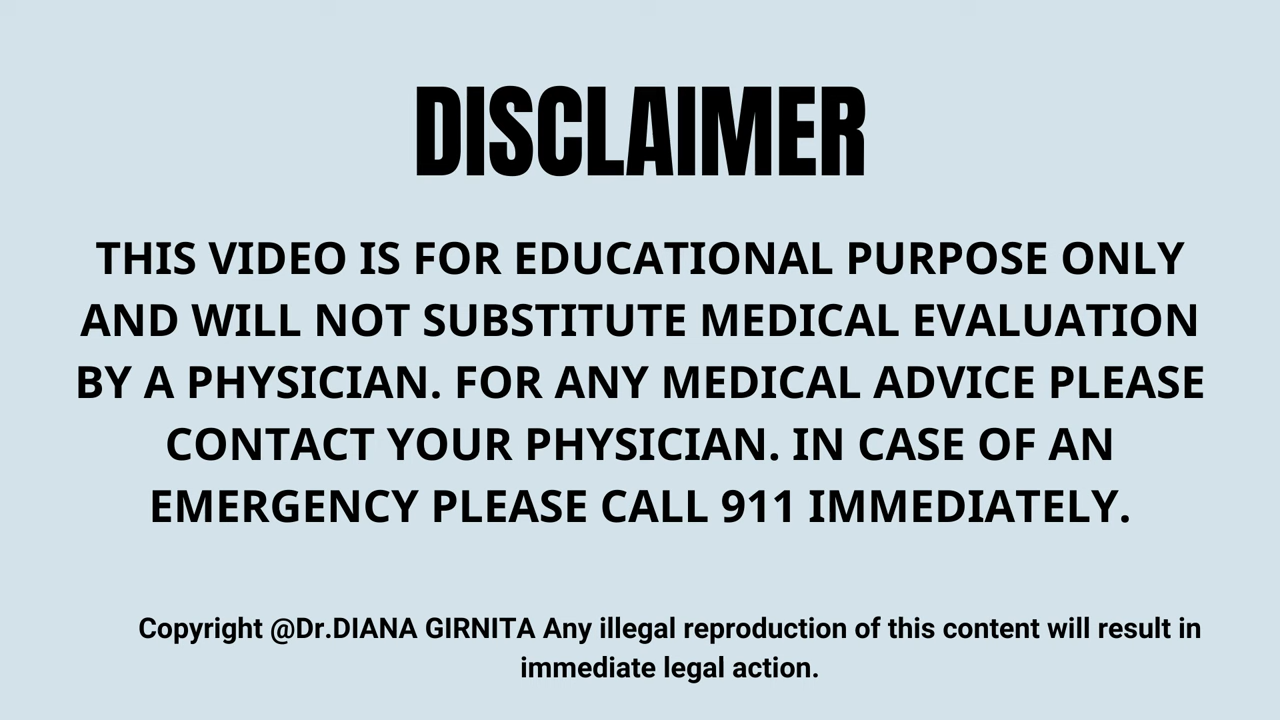 DISCLAIMER
THIS VIDEO IS FOR EDUCATIONAL PURPOSE ONLY
AND WILL NOT SUBSTITUTE MEDICAL EVALUATION
BY A PHYSICIAN. FOR ANY MEDICAL ADVICE PLEASE
CONTACT YOUR PHYSICIAN. IN CASE OF AN
EMERGENCY PLEASE CALL 911 IMMEDIATELY.
Copyright @Dr.DIANA GIRNITA Any illegal reproduction of this content will result in
immediate legal action.